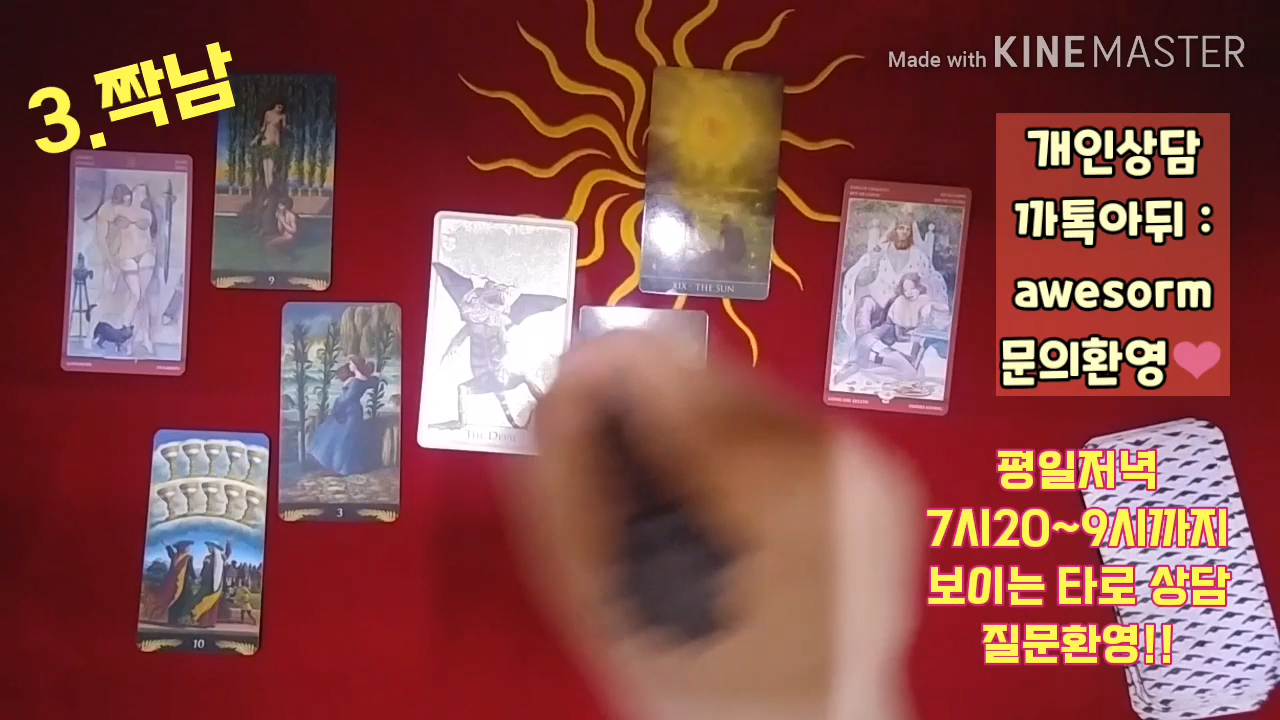 Made with KINEMASTER
3.짝남
개인상담
까톡아뒤 :
awesorm
문의환영
평일저녁
7시20~9시까지
보이는 타로 상담
질문환영!!
9
XIX · THE SUN
3
THE DEVIL
10